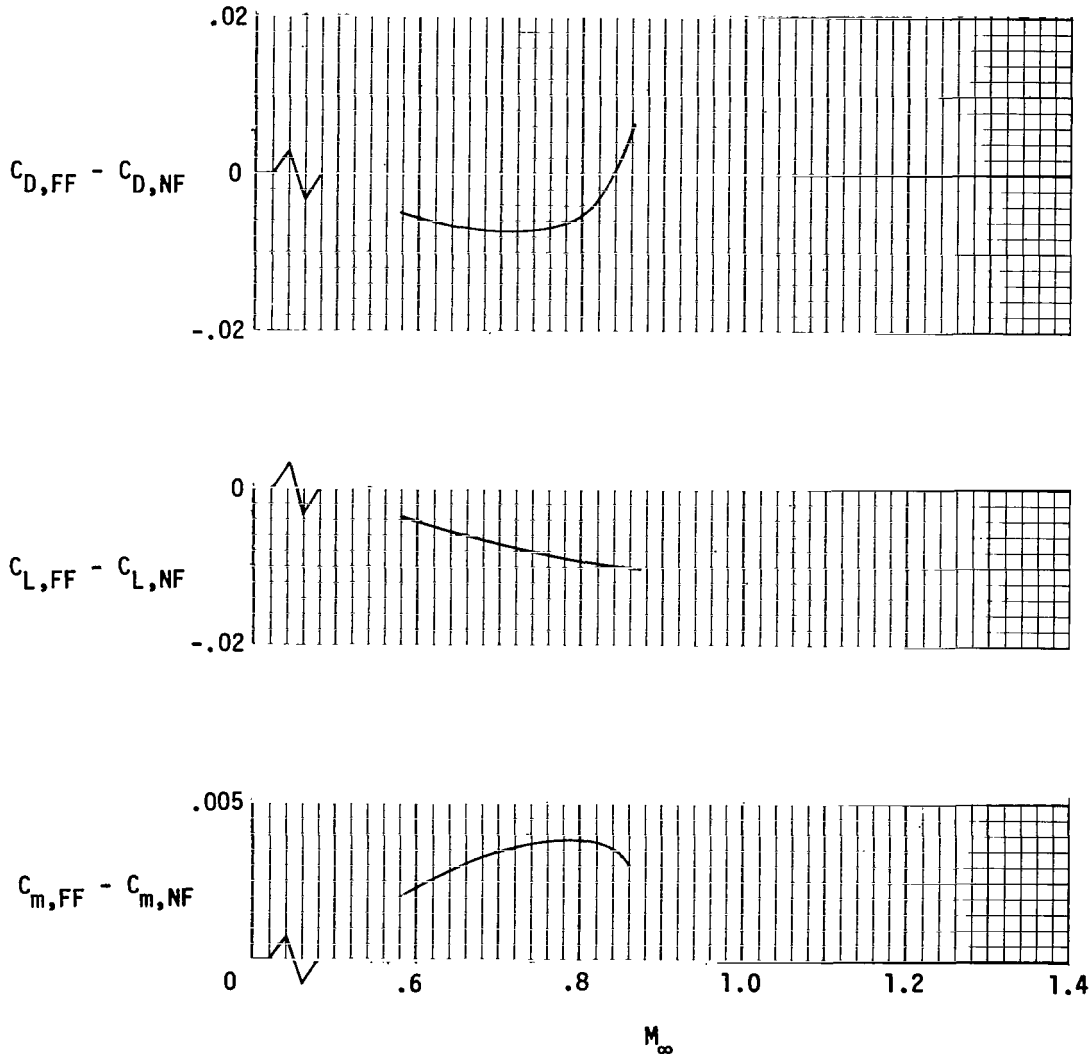 .02
C_D,FF - C_D,NF
0
-.02
0
C_L,FF - C_L,NF
-.02
.005
C_m,FF - C_m,NF
0 .6 .8 1.0 1.2 1.4
M_∞